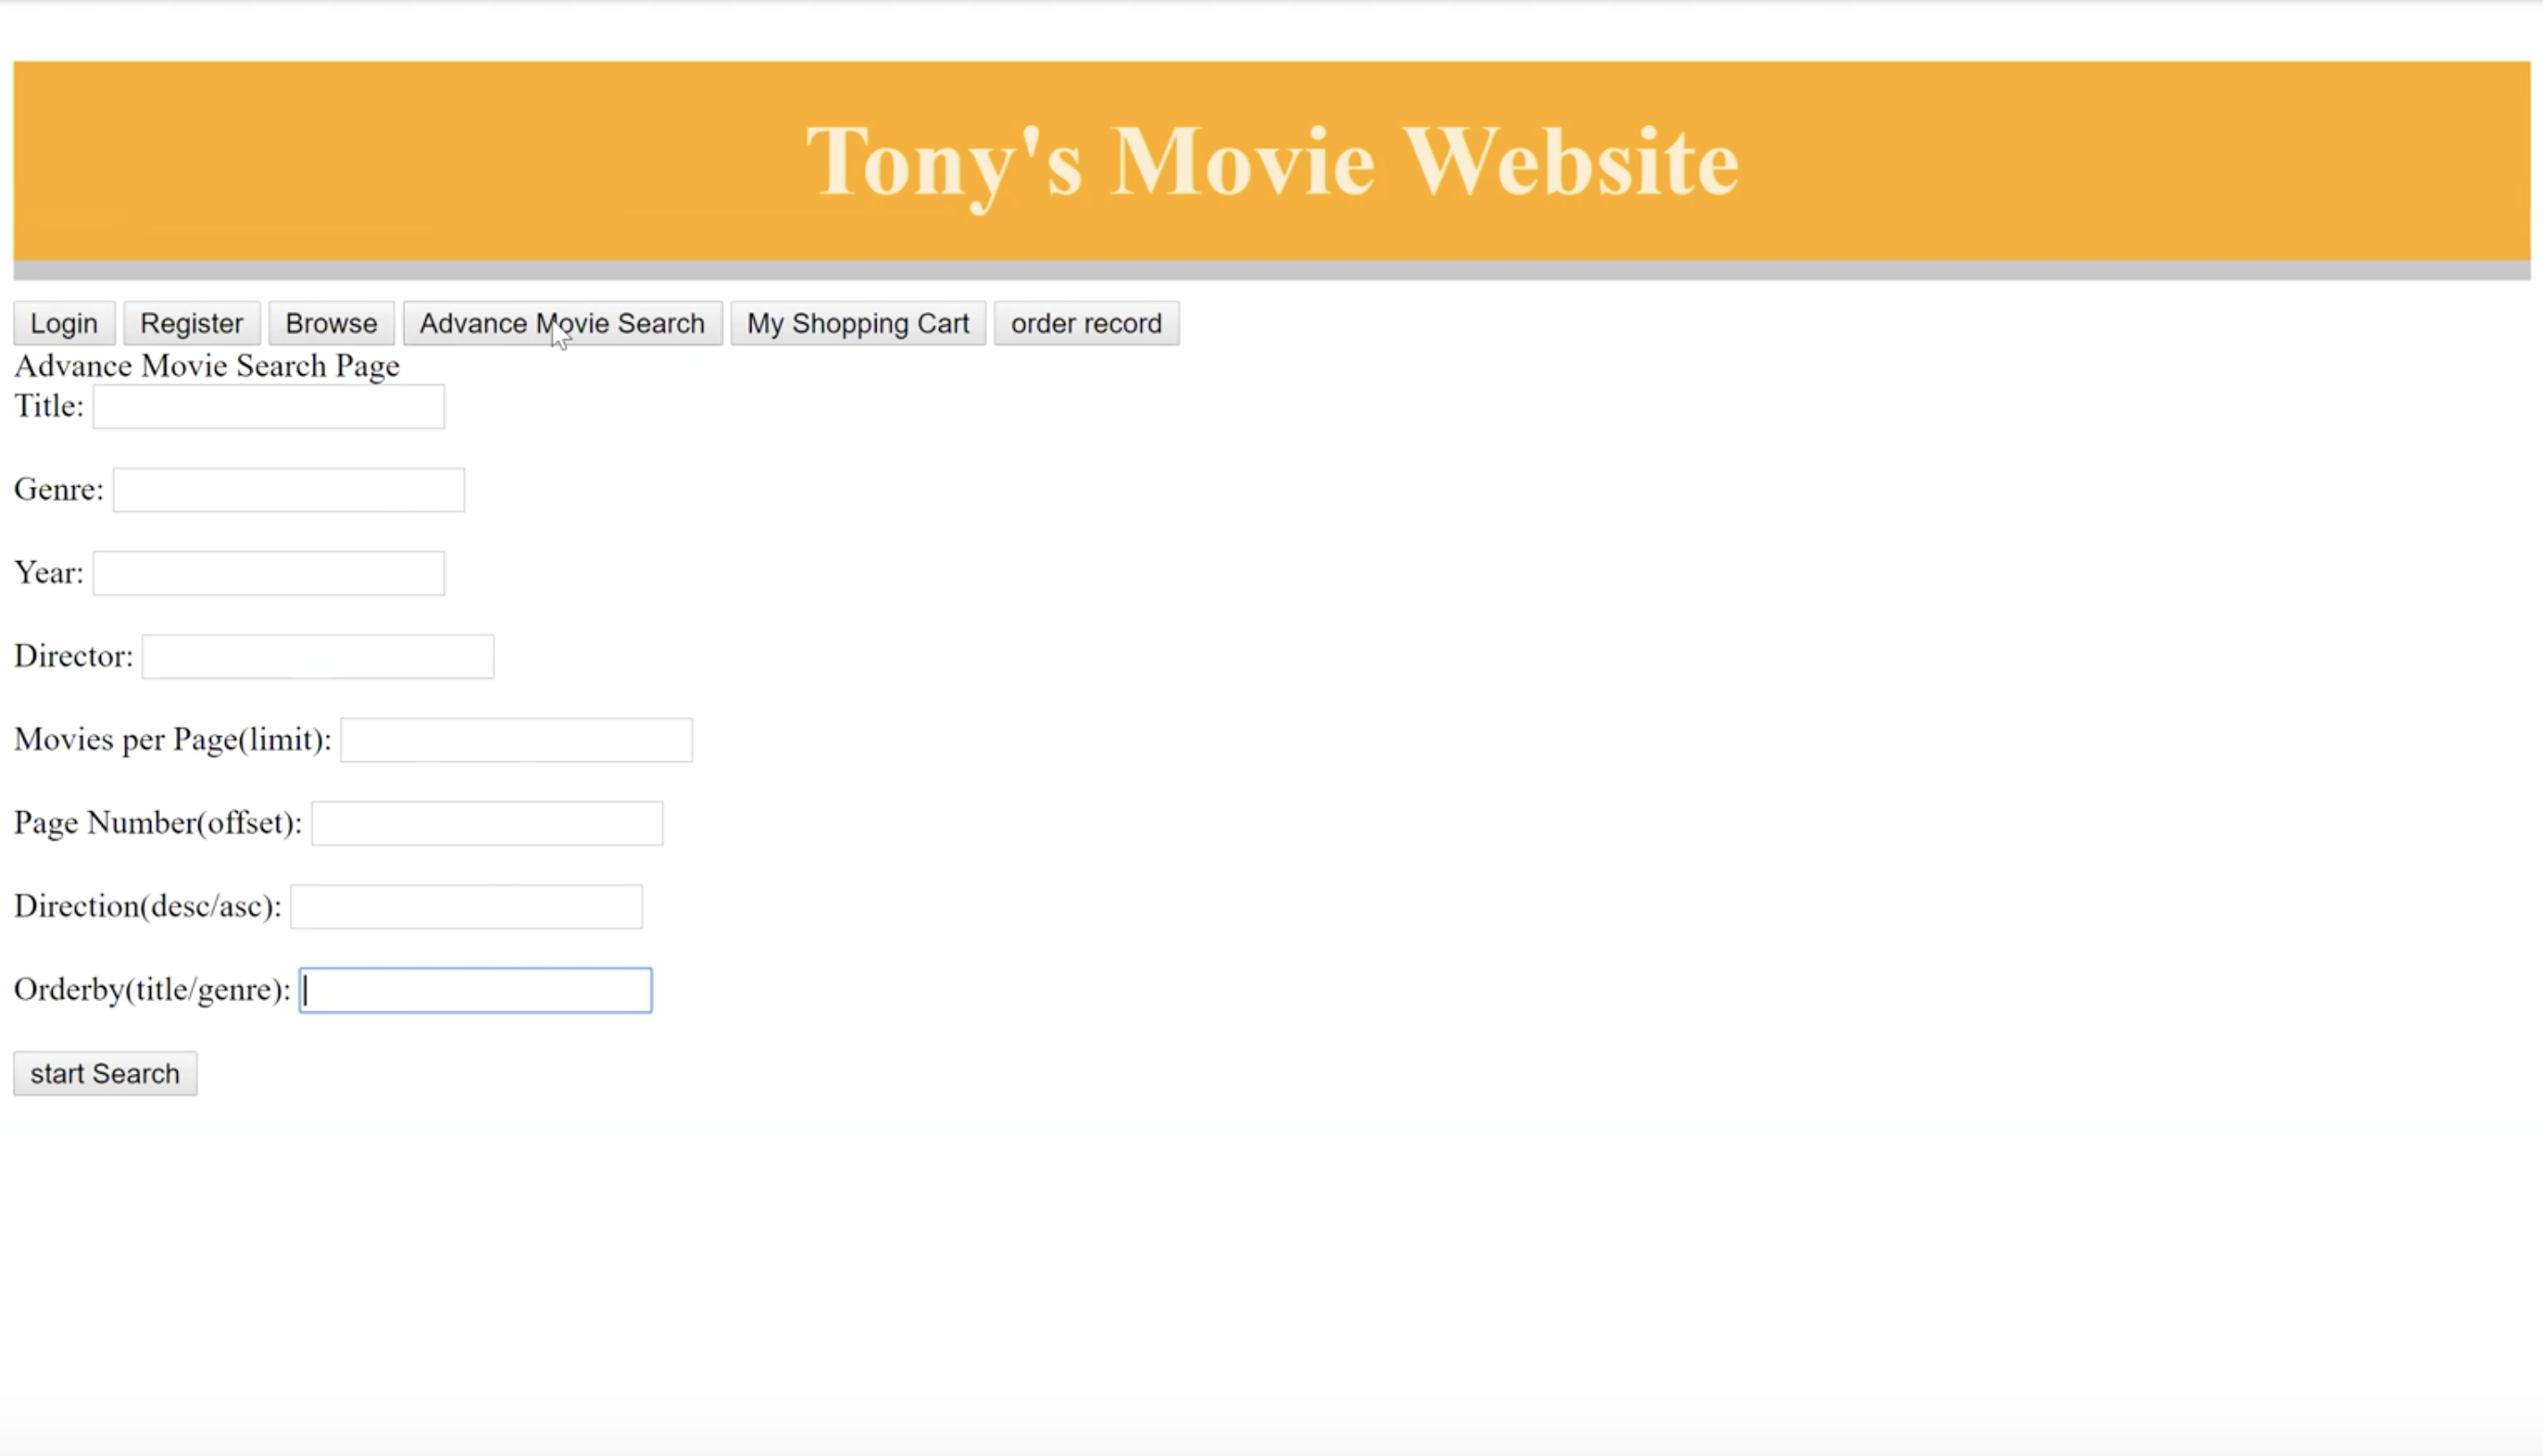 Tony's Movie Website
Login Register Browse Advance Movie Search My Shopping Cart order record
Advance Movie Search Page
Title:
Genre:
Year:
Director:
Movies per Page(limit):
Page Number(offset):
Direction(desc/asc):
Orderby(title/genre):
start Search